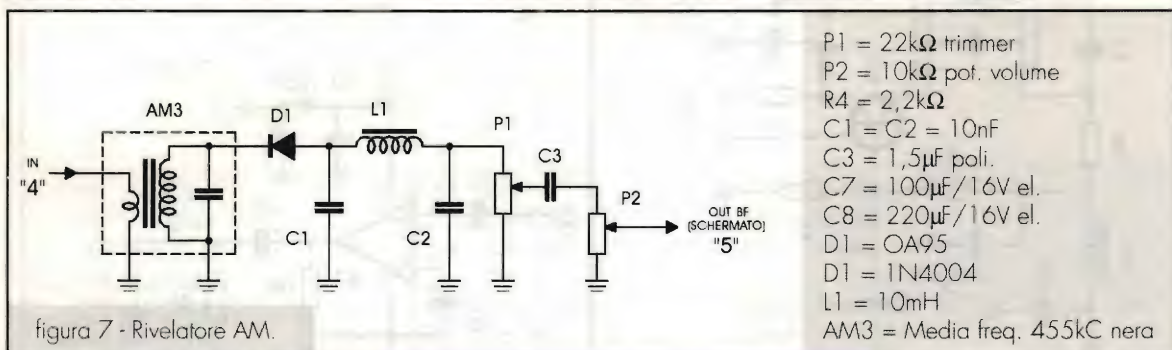 AM3
D1
L1
P1
C3
P2
IN
"4"
C1
C2
OUT BF
(SCHERMATO)
"5"
figura 7 - Rivelatore AM.
P1 = 22kΩ trimmer
P2 = 10kΩ pot. volume
R4 = 2,2kΩ
C1 = C2 = 10nF
C3 = 1,5µF poli.
C7 = 100µF/16V el.
C8 = 220µF/16V el.
D1 = OA95
D1 = 1N4004
L1 = 10mH
AM3 = Media freq. 455kC nera